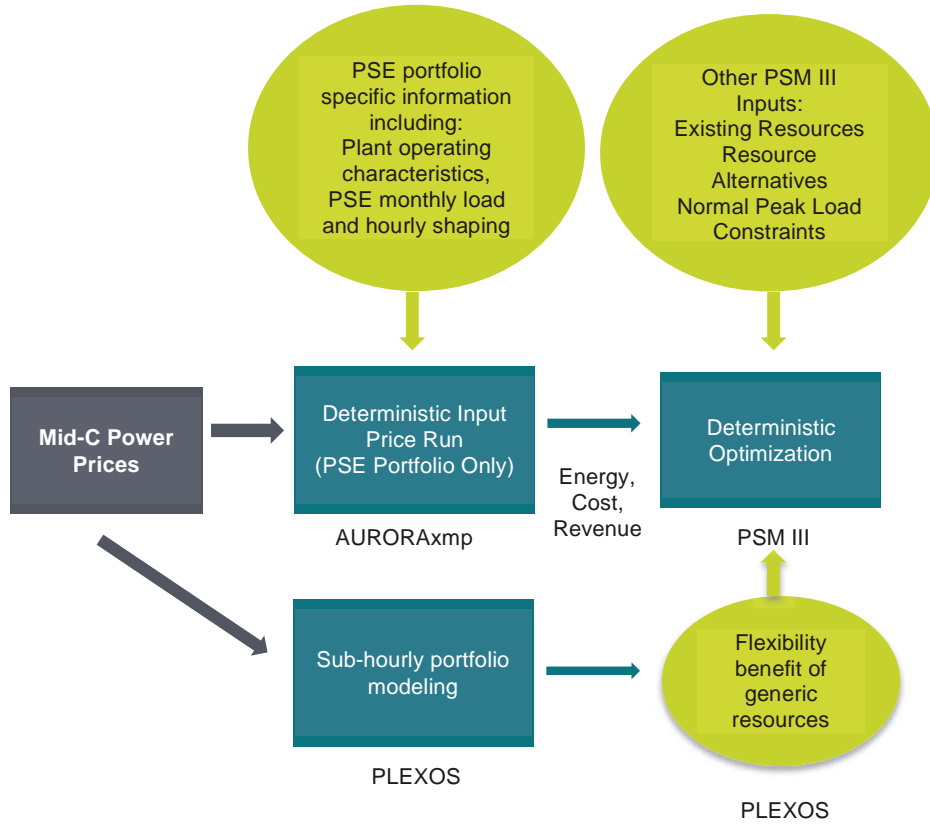 PSE portfolio
specific information
including:
Plant operating
characteristics,
PSE monthly load
and hourly shaping
Other PSM III
Inputs:
Existing Resources
Resource
Alternatives
Normal Peak Load
Constraints
Mid-C Power
Prices
Deterministic Input
Price Run
(PSE Portfolio Only)
AURORAxmp
Energy,
Cost,
Revenue
Deterministic
Optimization
PSM III
Sub-hourly portfolio
modeling
PLEXOS
Flexibility
benefit of
generic
resources
PLEXOS